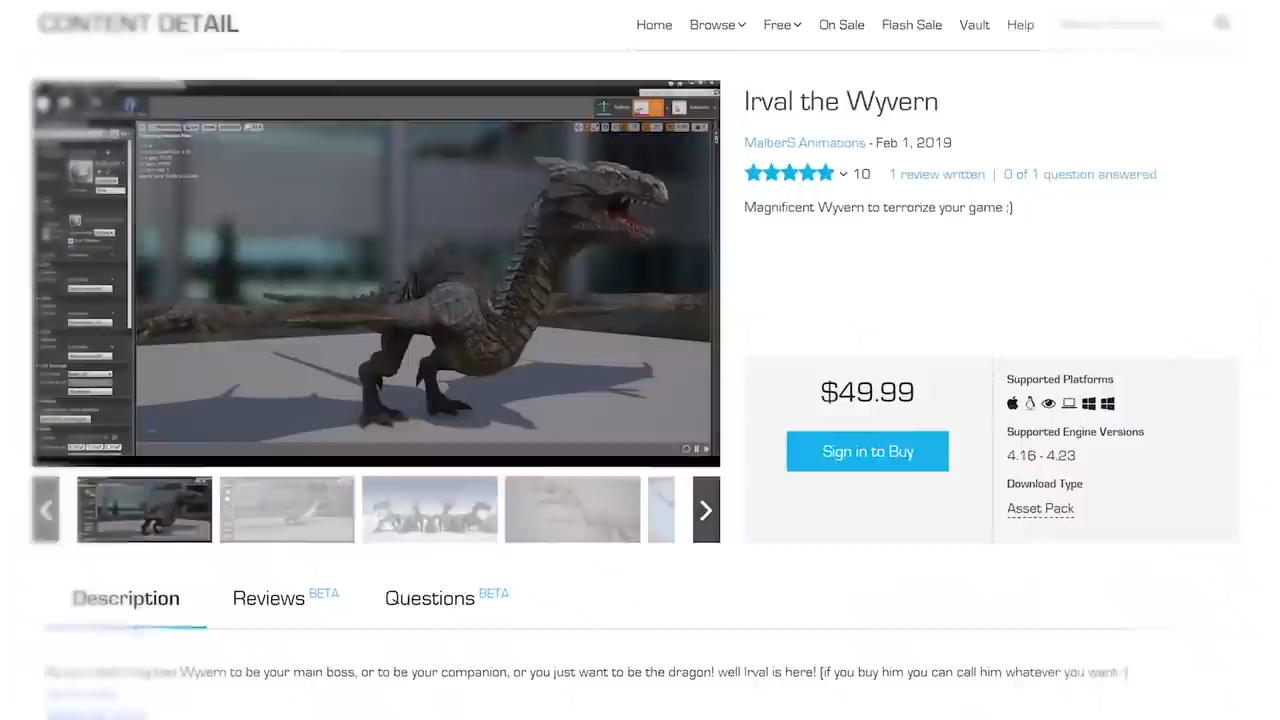 CONTENT DETAIL
Home Browse Free On Sale Flash Sale Vault Help
Irval the Wyvern
MalberS Animations - Feb 1, 2019
10 1 review written | 0 of 1 question answered
Magnificent Wyvern to terrorize your game ;)
$49.99
Sign in to Buy
Supported Platforms
Supported Engine Versions
4.16 - 4.23
Download Type
Asset Pack
Description Reviews BETA Questions BETA
Wyvern to be your main boss, or to be your companion, or you just want to be the dragon! well Irval is here! (if you buy him you can call him whatever you want :)